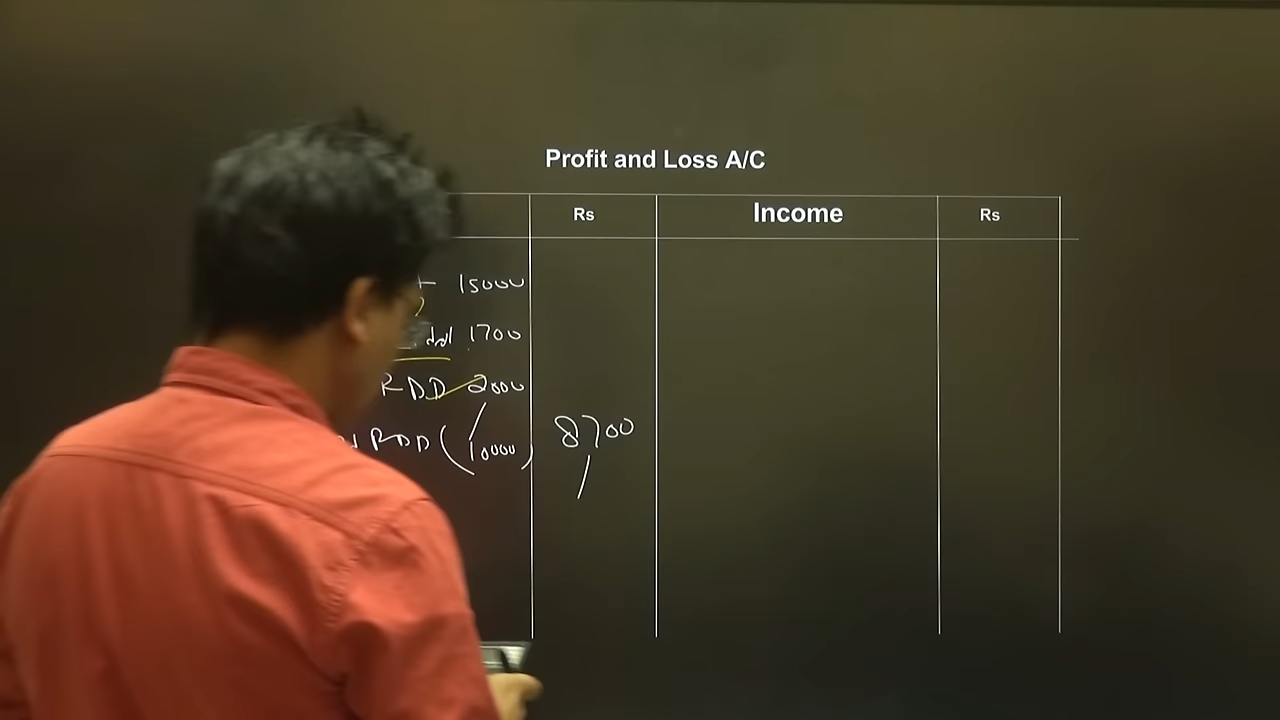 Profit and Loss A/C
Rs Income Rs
15000
1700
RDD 2000
RDD (10000) 8700